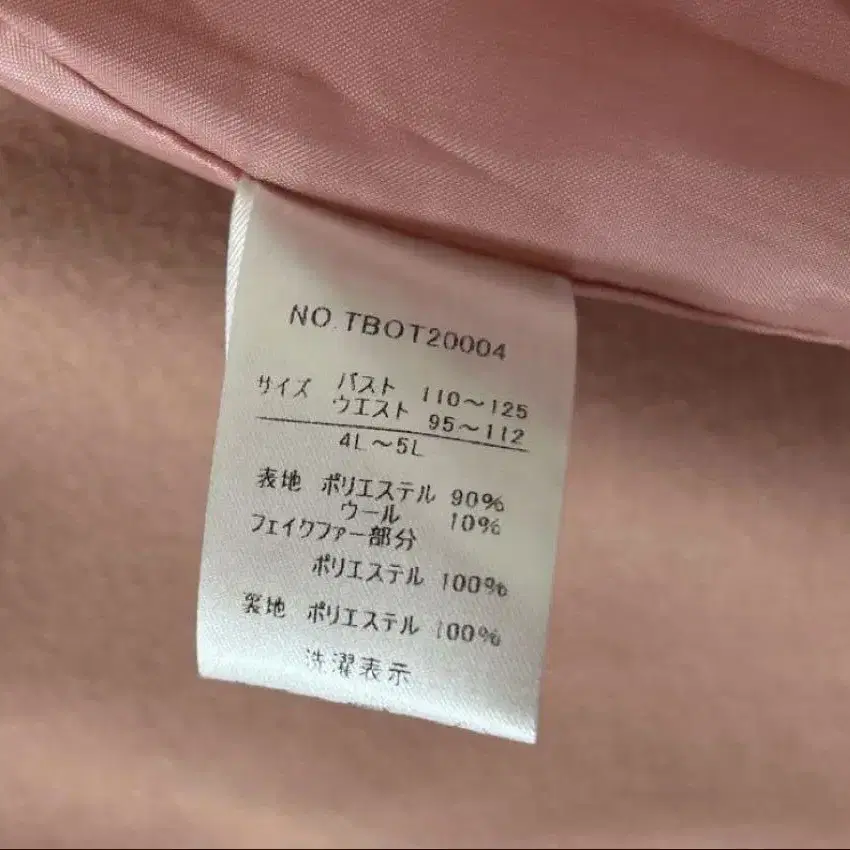 NO.TBOT20004
サイズ バスト 110～125
ウエスト 95～112
4L～5L
表地 ポリエステル 90%
ウール 10%
フェイクファー部分
ポリエステル 100%
裏地 ポリエステル 100%
洗濯表示